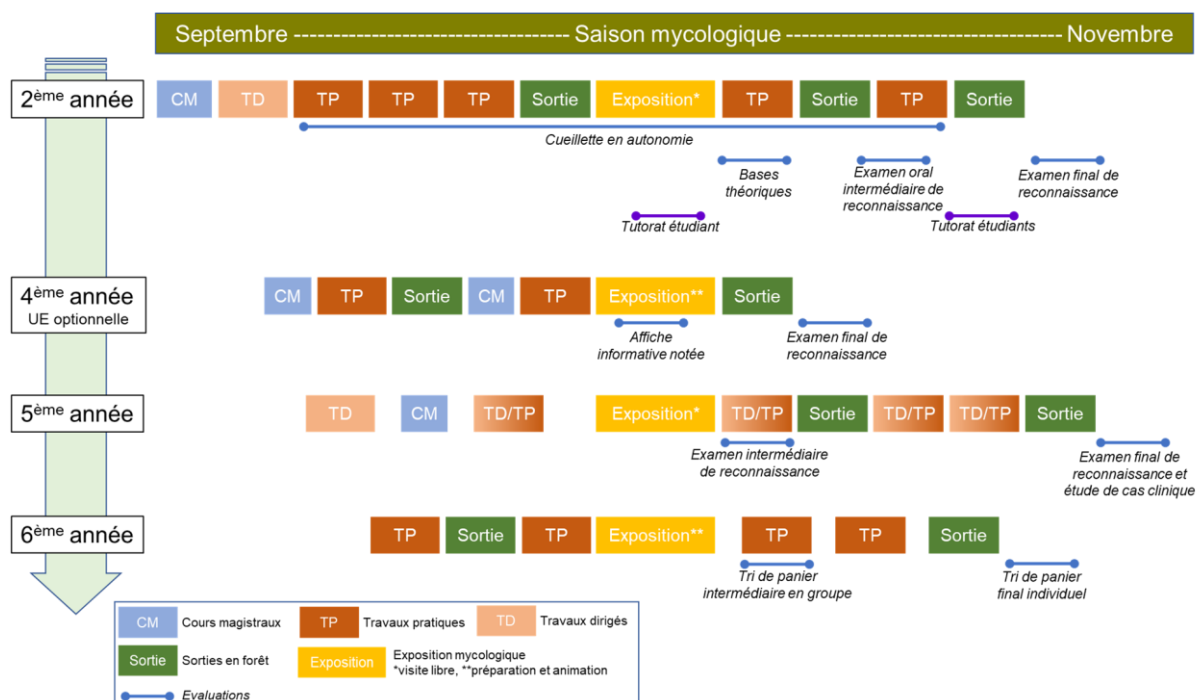 Septembre ----------------------------------- Saison mycologique ----------------------------------- Novembre
2ème année
CM TD TP TP TP Sortie Exposition* TP Sortie TP Sortie
Cueillette en autonomie
Bases
théoriques
Examen oral
intermédiaire de
reconnaissance
Examen final de
reconnaissance
Tutorat étudiant
Tutorat étudiants
4ème année
UE optionnelle
CM TP Sortie CM TP Exposition** Sortie
Affiche
informative notée
Examen final de
reconnaissance
5ème année
TD CM TD/TP Exposition* TD/TP Sortie TD/TP TD/TP Sortie
Examen intermédiaire
de reconnaissance
Examen final de
reconnaissance et
étude de cas clinique
6ème année
TP Sortie TP Exposition** TP TP Sortie
Tri de panier
intermédiaire en groupe
Tri de panier
final individuel
CM Cours magistraux TP Travaux pratiques TD Travaux dirigés
Sortie Sorties en forêt Exposition Exposition mycologique
*visite libre, **préparation et animation
Evaluations